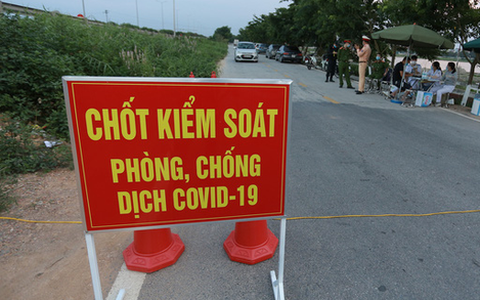 CHỐT KIỂM SOÁT
PHÒNG, CHỐNG
DỊCH COVID-19